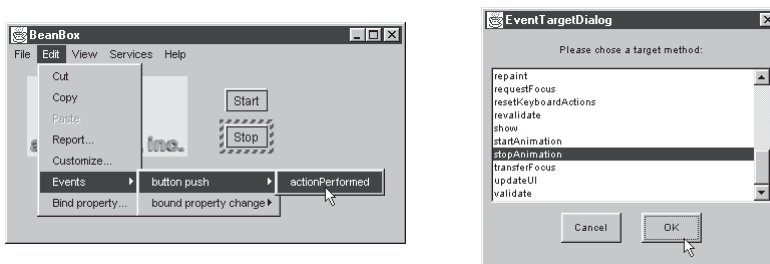 BeanBox
File Edit View Services Help
Cut
Copy
Paste
Report...
Customize...
Events
Bind property...
button push
bound property change
actionPerformed
Start
Stop
inc.
EventTargetDialog
Please chose a target method:
repaint
requestFocus
resetKeyboardActions
revalidate
show
startAnimation
stopAnimation
transferFocus
updateUI
validate
Cancel
OK